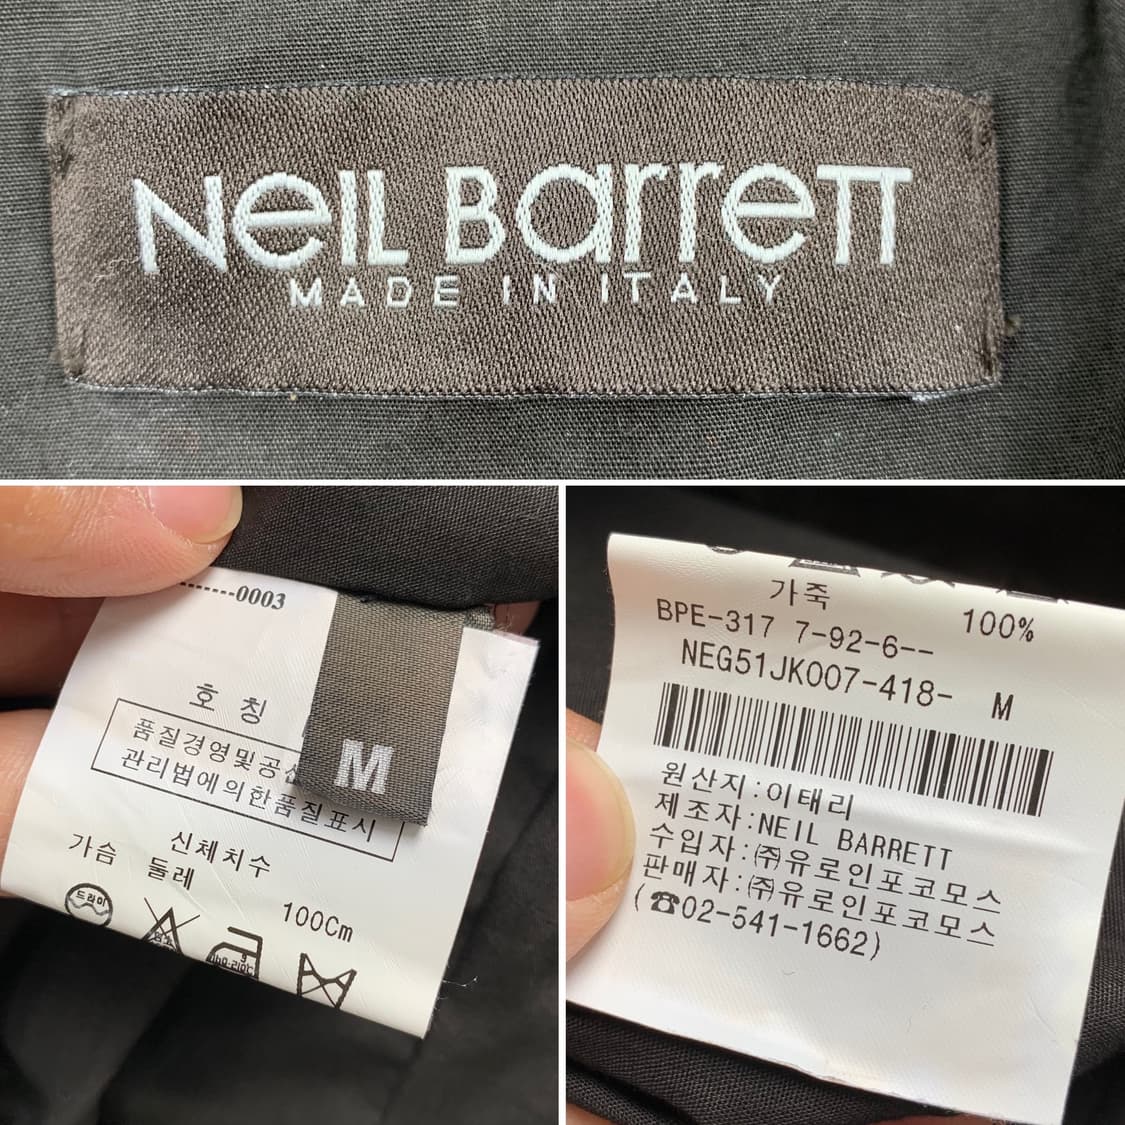 Neil Barrett
MADE IN ITALY
--------0003
호 칭
M
품질경영및공산
관리법에의한품질표시
신체치수
가슴 둘레
100Cm
드라이
가죽
100%
BPE-317 7-92-6--
NEG51JK007-418- M
원산지:이태리
제조자:NEIL BARRETT
수입자:㈜유로인포코모스
판매자:㈜유로인포코모스
(☎02-541-1662)